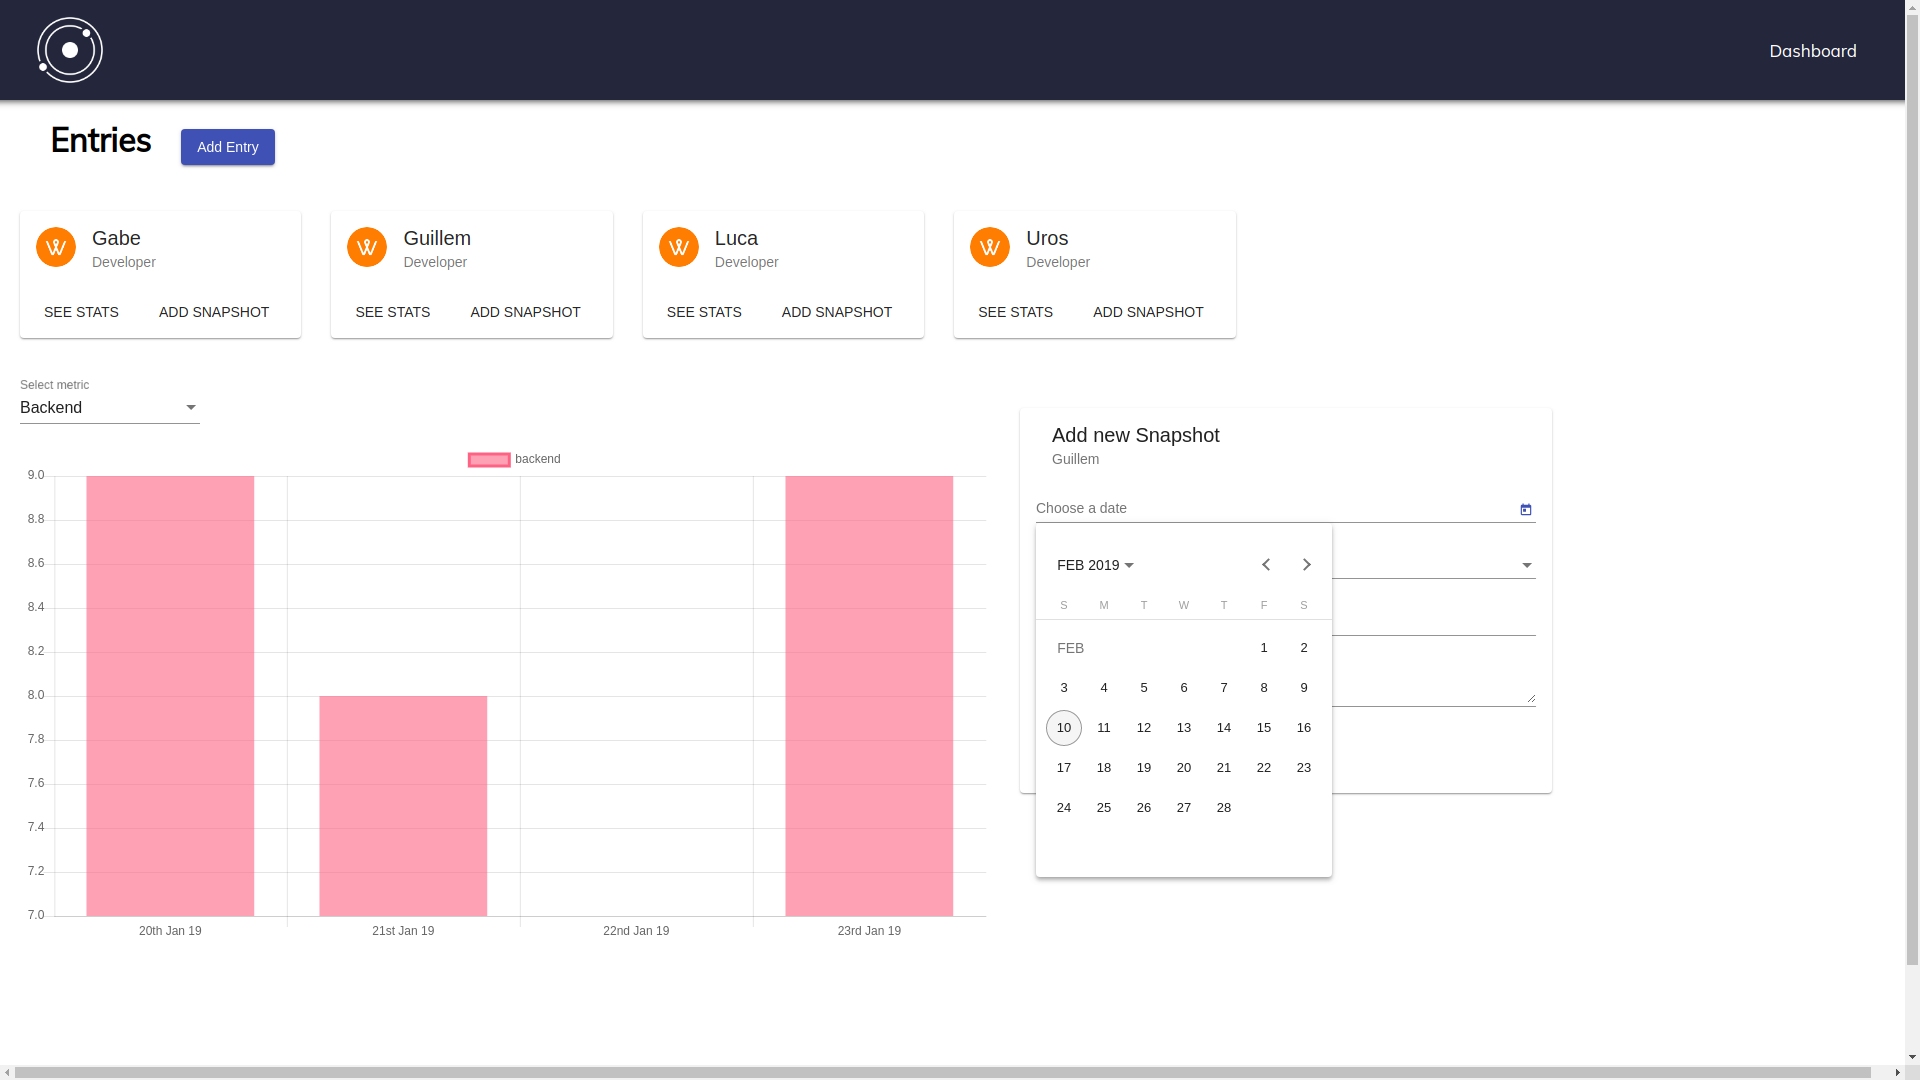 Dashboard
Entries
Add Entry
Gabe
Developer
SEE STATS ADD SNAPSHOT
Guillem
Developer
SEE STATS ADD SNAPSHOT
Luca
Developer
SEE STATS ADD SNAPSHOT
Uros
Developer
SEE STATS ADD SNAPSHOT
Select metric
Backend
backend
9.0
8.8
8.6
8.4
8.2
8.0
7.8
7.6
7.4
7.2
7.0
20th Jan 19 21st Jan 19 22nd Jan 19 23rd Jan 19
Add new Snapshot
Guillem
Choose a date
FEB 2019
S M T W T F S
FEB 1 2
3 4 5 6 7 8 9
10 11 12 13 14 15 16
17 18 19 20 21 22 23
24 25 26 27 28